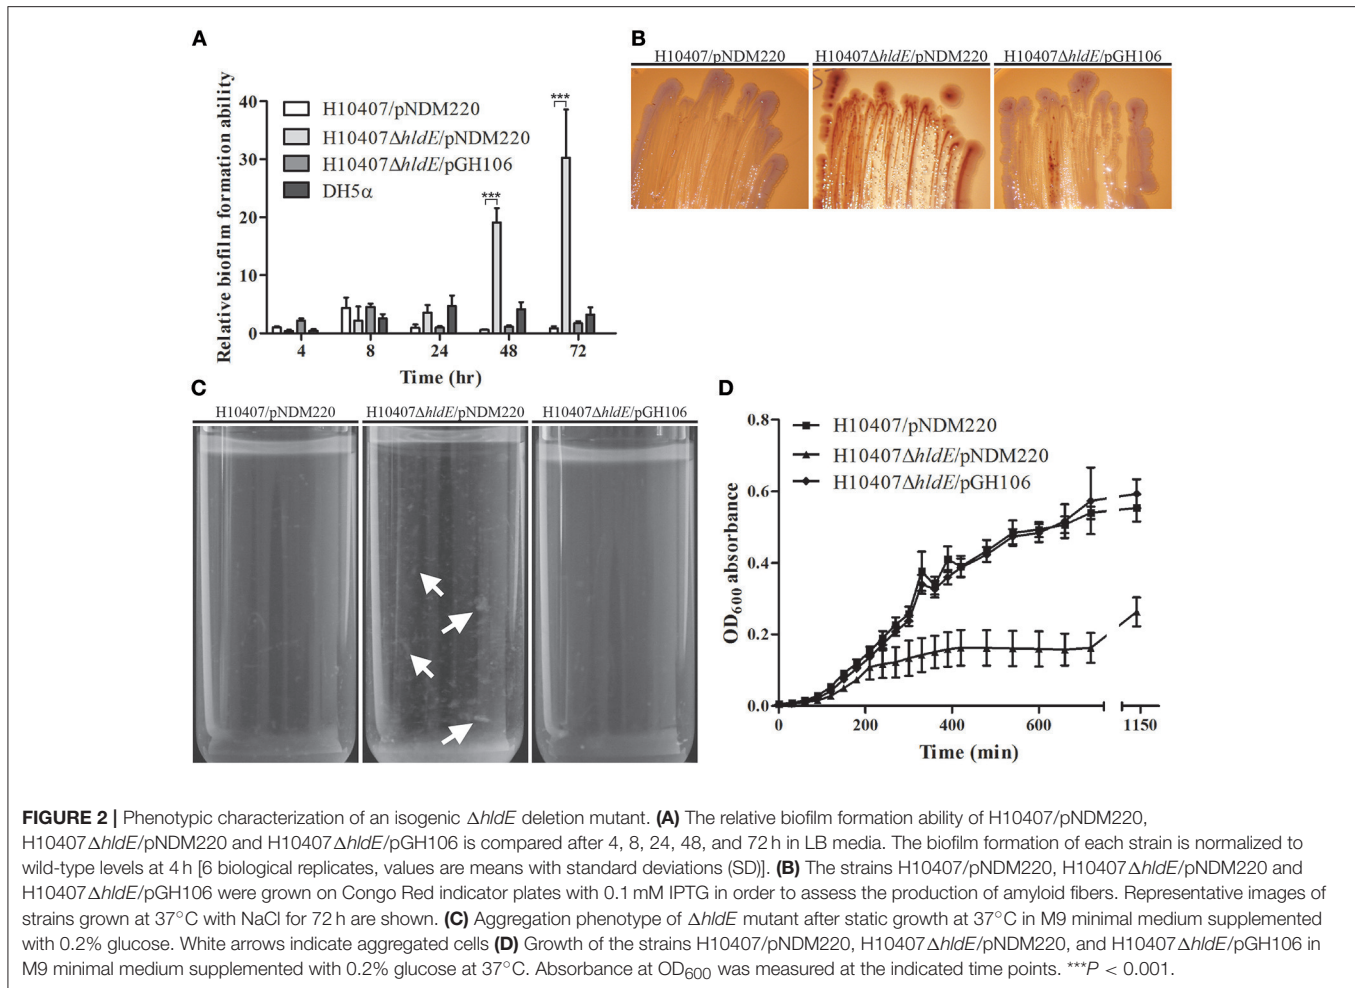 A
H10407/pNDM220
H10407ΔhldE/pNDM220
H10407ΔhldE/pGH106
DH5α
Relative biofilm formation ability
40
30
20
10
0
***
***
4 8 24 48 72
Time (hr)
B
H10407/pNDM220 H10407ΔhldE/pNDM220 H10407ΔhldE/pGH106
C
H10407/pNDM220 H10407ΔhldE/pNDM220 H10407ΔhldE/pGH106
D
H10407/pNDM220
H10407ΔhldE/pNDM220
H10407ΔhldE/pGH106
OD600 absorbance
0.8
0.6
0.4
0.2
0.0
0 200 400 600 1150
Time (min)
FIGURE 2 | Phenotypic characterization of an isogenic ΔhldE deletion mutant. (A) The relative biofilm formation ability of H10407/pNDM220,
H10407ΔhldE/pNDM220 and H10407ΔhldE/pGH106 is compared after 4, 8, 24, 48, and 72 h in LB media. The biofilm formation of each strain is normalized to
wild-type levels at 4 h [6 biological replicates, values are means with standard deviations (SD)]. (B) The strains H10407/pNDM220, H10407ΔhldE/pNDM220 and
H10407ΔhldE/pGH106 were grown on Congo Red indicator plates with 0.1 mM IPTG in order to assess the production of amyloid fibers. Representative images of
strains grown at 37°C with NaCl for 72 h are shown. (C) Aggregation phenotype of ΔhldE mutant after static growth at 37°C in M9 minimal medium supplemented
with 0.2% glucose. White arrows indicate aggregated cells (D) Growth of the strains H10407/pNDM220, H10407ΔhldE/pNDM220, and H10407ΔhldE/pGH106 in
M9 minimal medium supplemented with 0.2% glucose at 37°C. Absorbance at OD600 was measured at the indicated time points. ***P < 0.001.